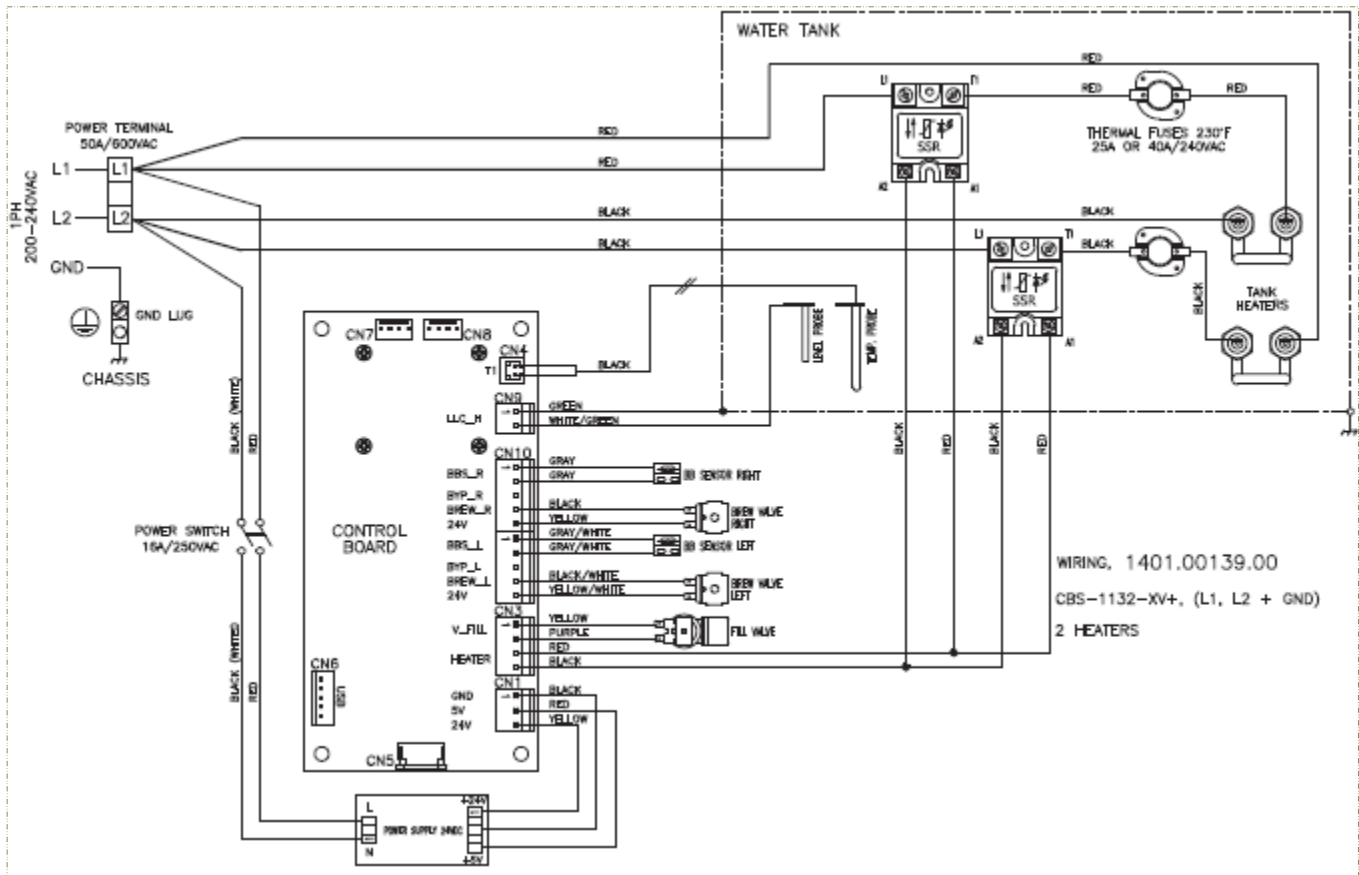 WATER TANK
RED
L1 T1
RED
RED
POWER TERMINAL
50A/600VAC
RED
THERMAL FUSES 230°F
25A OR 40A/240VAC
SSR
L1
L1
RED
A2 A1
1PH
200-240VAC
L2
L2
BLACK
BLACK
BLACK
L1 T1
BLACK
GND
SSR
TANK
HEATERS
BLACK
GND LUG
CN7
CN8
LEVEL PROBE
TEMP. PROBE
A2 A1
CN4
T1
BLACK
CHASSIS
CN9
GREEN
LLC_H
WHITE/GREEN
BLACK (WHITE)
RED
BLACK
RED
BLACK
RED
CN10
BBS_R
GRAY
GRAY
BB SENSOR RIGHT
BYP_R
BREW_R
BLACK
BREW VALVE
RIGHT
24V
YELLOW
POWER SWITCH
16A/250VAC
CONTROL
BOARD
GRAY/WHITE
BBS_L
GRAY/WHITE
BB SENSOR LEFT
BYP_L
BREW_L
BLACK/WHITE
BREW VALVE
LEFT
24V
YELLOW/WHITE
WIRING, 1401.00139.00
CBS-1132-XV+, (L1, L2 + GND)
2 HEATERS
CN3
YELLOW
V_FILL
PURPLE
FILL VALVE
RED
HEATER
BLACK
BLACK (WHITE)
RED
CN6
USB
CN1
GND
BLACK
5V
RED
24V
YELLOW
CN5
+24V
L
POWER SUPPLY 24VDC
N
+5V